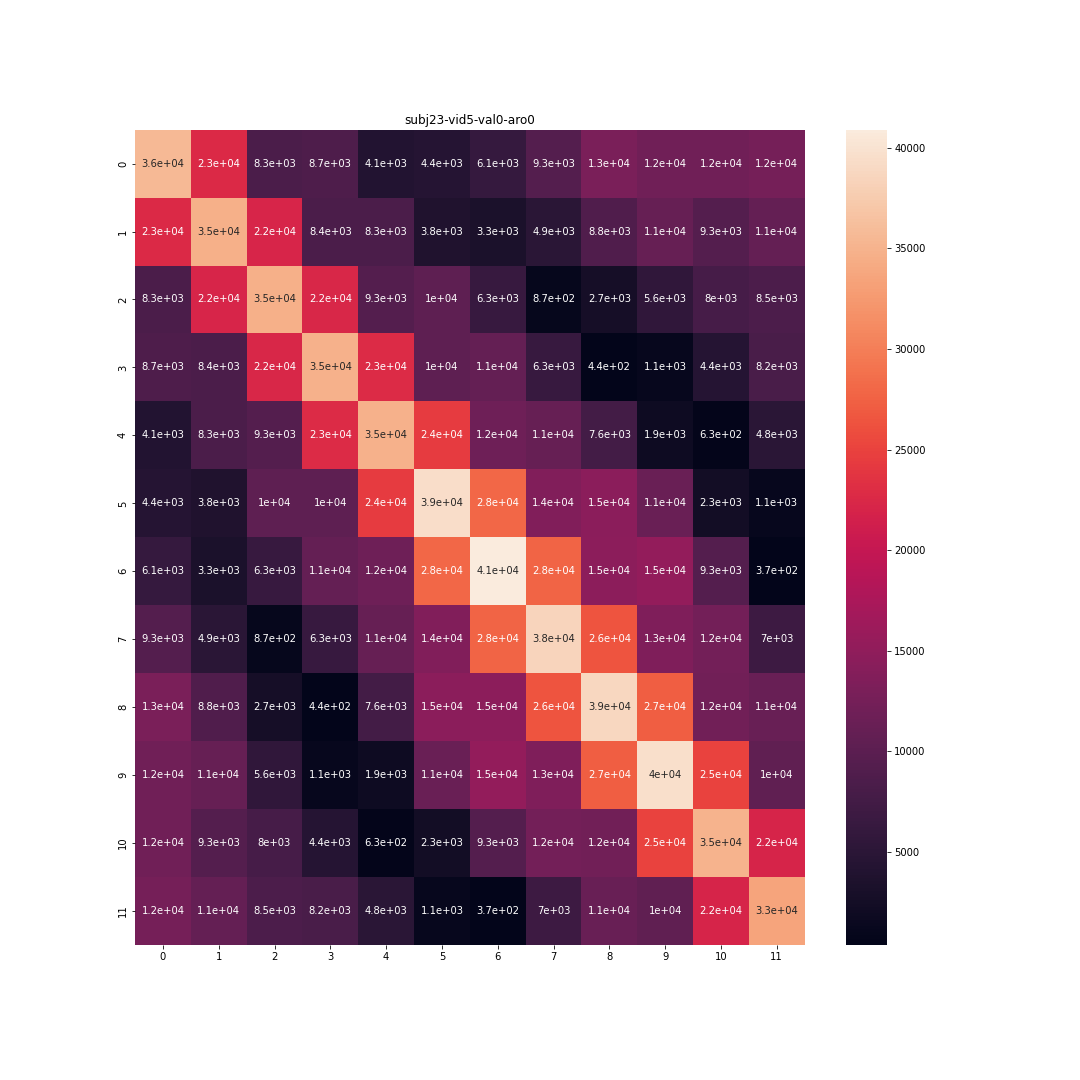 subj23-vid5-val0-aro0
0 3.6e+04 2.3e+04 8.3e+03 8.7e+03 4.1e+03 4.4e+03 6.1e+03 9.3e+03 1.3e+04 1.2e+04 1.2e+04 1.2e+04
1 2.3e+04 3.5e+04 2.2e+04 8.4e+03 8.3e+03 3.8e+03 3.3e+03 4.9e+03 8.8e+03 1.1e+04 9.3e+03 1.1e+04
2 8.3e+03 2.2e+04 3.5e+04 2.2e+04 9.3e+03 1e+04 6.3e+03 8.7e+02 2.7e+03 5.6e+03 8e+03 8.5e+03
3 8.7e+03 8.4e+03 2.2e+04 3.5e+04 2.3e+04 1e+04 1.1e+04 6.3e+03 4.4e+02 1.1e+03 4.4e+03 8.2e+03
4 4.1e+03 8.3e+03 9.3e+03 2.3e+04 3.5e+04 2.4e+04 1.2e+04 1.1e+04 7.6e+03 1.9e+03 6.3e+02 4.8e+03
5 4.4e+03 3.8e+03 1e+04 1e+04 2.4e+04 3.9e+04 2.8e+04 1.4e+04 1.5e+04 1.1e+04 2.3e+03 1.1e+03
6 6.1e+03 3.3e+03 6.3e+03 1.1e+04 1.2e+04 2.8e+04 4.1e+04 2.8e+04 1.5e+04 1.5e+04 9.3e+03 3.7e+02
7 9.3e+03 4.9e+03 8.7e+02 6.3e+03 1.1e+04 1.4e+04 2.8e+04 3.8e+04 2.6e+04 1.3e+04 1.2e+04 7e+03
8 1.3e+04 8.8e+03 2.7e+03 4.4e+02 7.6e+03 1.5e+04 1.5e+04 2.6e+04 3.9e+04 2.7e+04 1.2e+04 1.1e+04
9 1.2e+04 1.1e+04 5.6e+03 1.1e+03 1.9e+03 1.1e+04 1.5e+04 1.3e+04 2.7e+04 4e+04 2.5e+04 1e+04
10 1.2e+04 9.3e+03 8e+03 4.4e+03 6.3e+02 2.3e+03 9.3e+03 1.2e+04 1.2e+04 2.5e+04 3.5e+04 2.2e+04
11 1.2e+04 1.1e+04 8.5e+03 8.2e+03 4.8e+03 1.1e+03 3.7e+02 7e+03 1.1e+04 1e+04 2.2e+04 3.3e+04
0 1 2 3 4 5 6 7 8 9 10 11
40000
35000
30000
25000
20000
15000
10000
5000